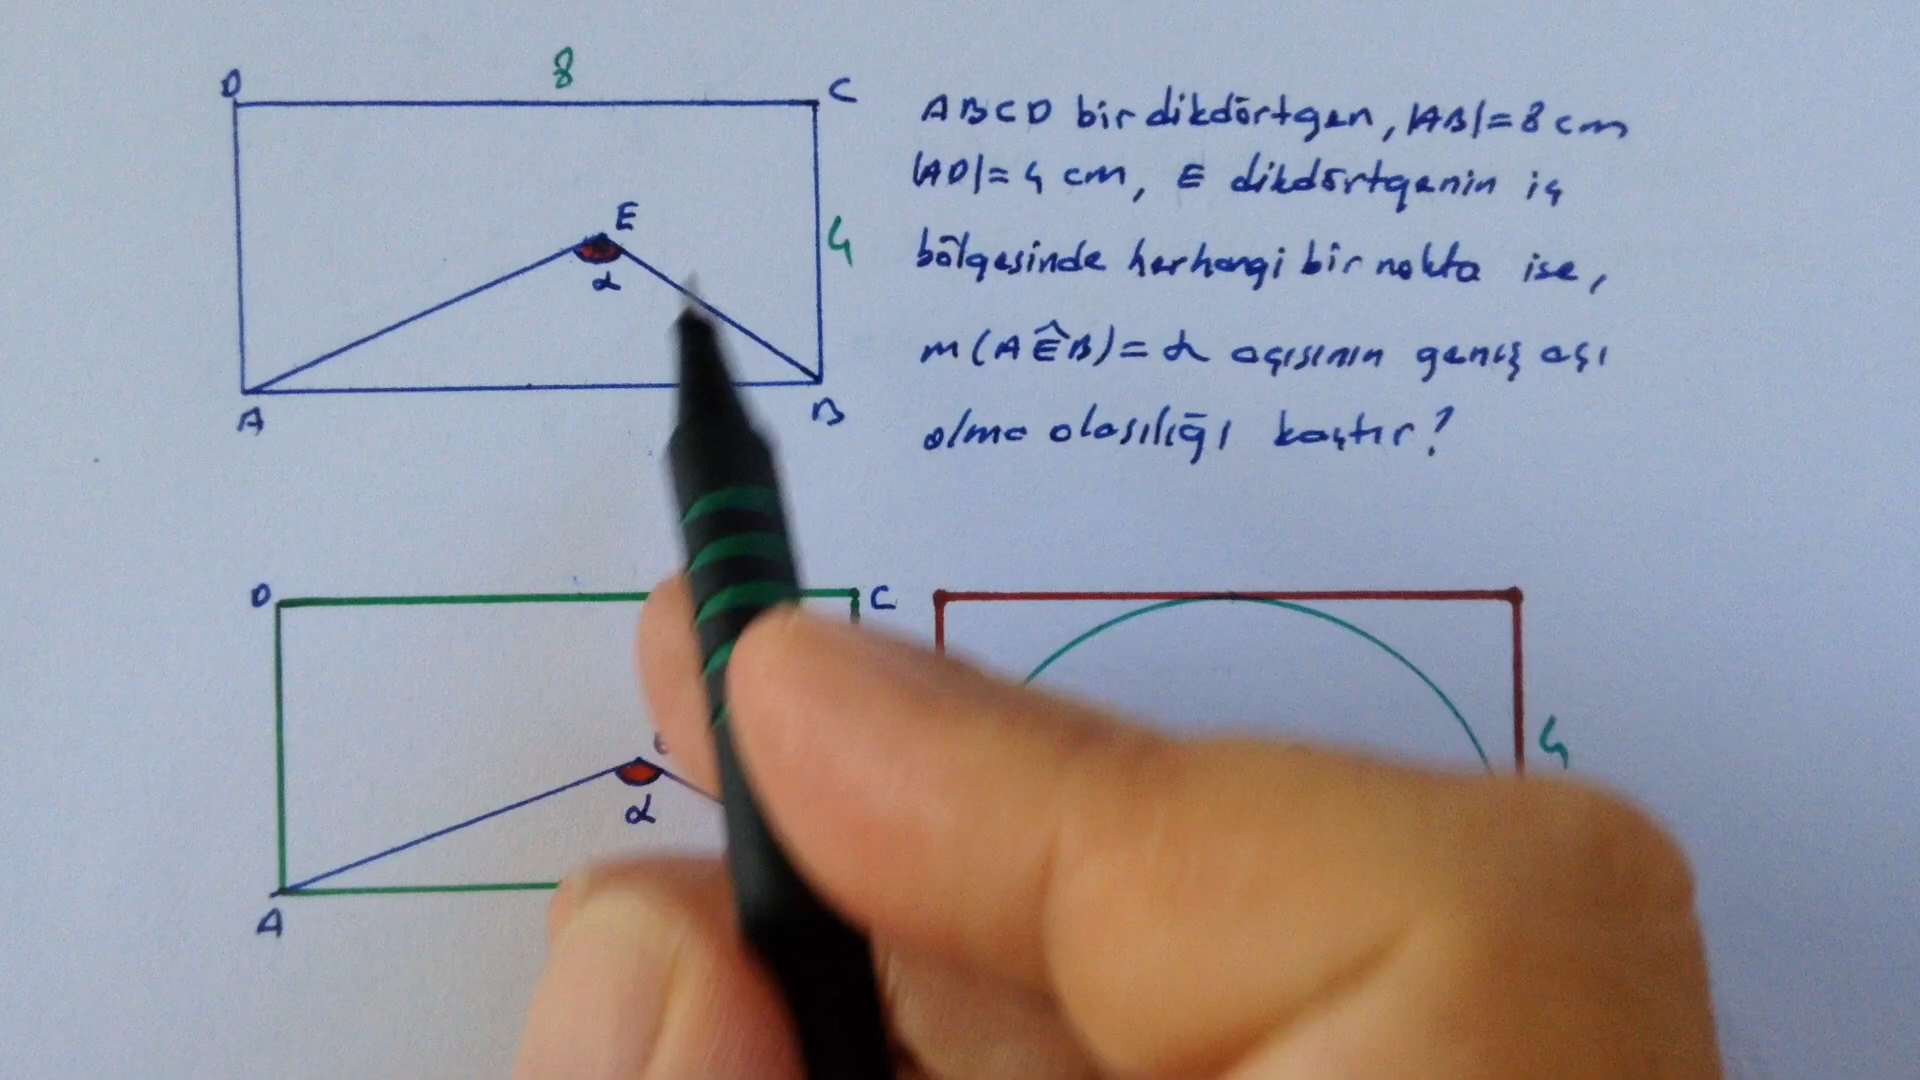 8
D
C
ABCD bir dikdörtgen, |AB|=8 cm
|AD|=4 cm, E dikdörtgenin iç
E
4
bölgesinde herhangi bir nokta ise,
α
m(AÊB)=α açısının geniş açı
A
B
olma olasılığı kaçtır?
D
C
4
α
A